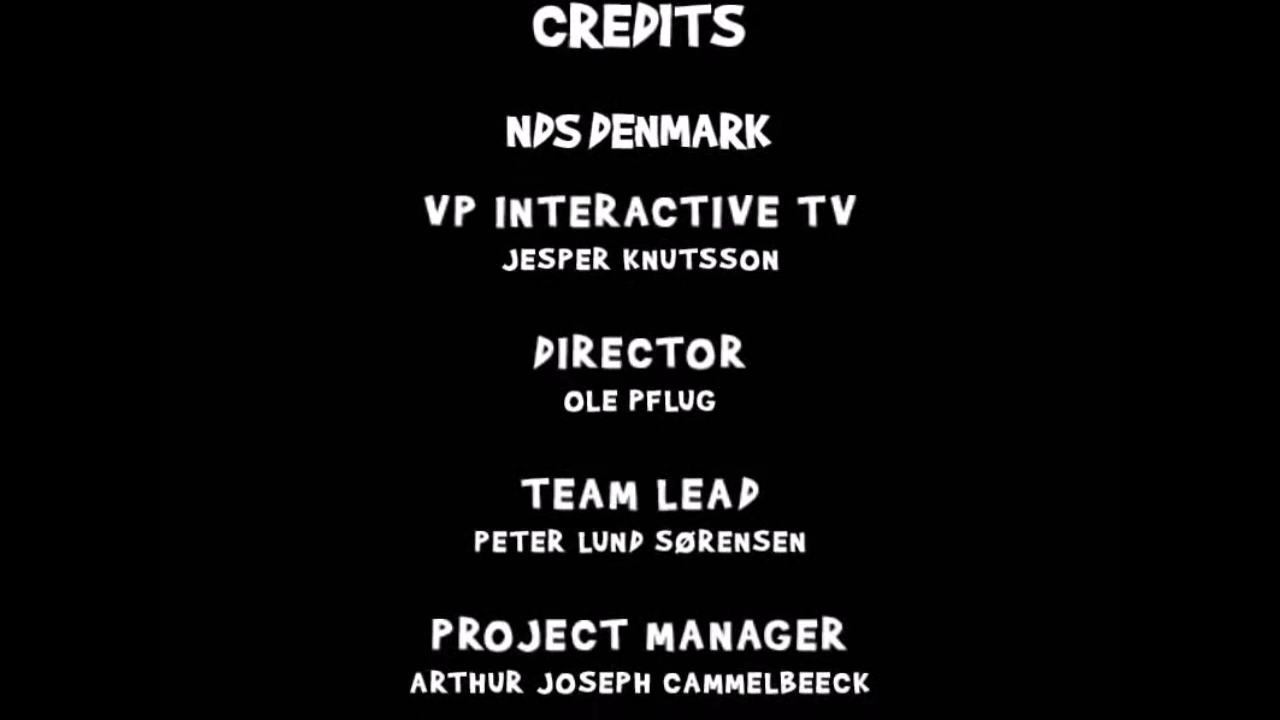 CREDITS
NDS DENMARK
VP INTERACTIVE TV
JESPER KNUTSSON
DIRECTOR
OLE PFLUG
TEAM LEAD
PETER LUND SØRENSEN
PROJECT MANAGER
ARTHUR JOSEPH CAMMELBEECK